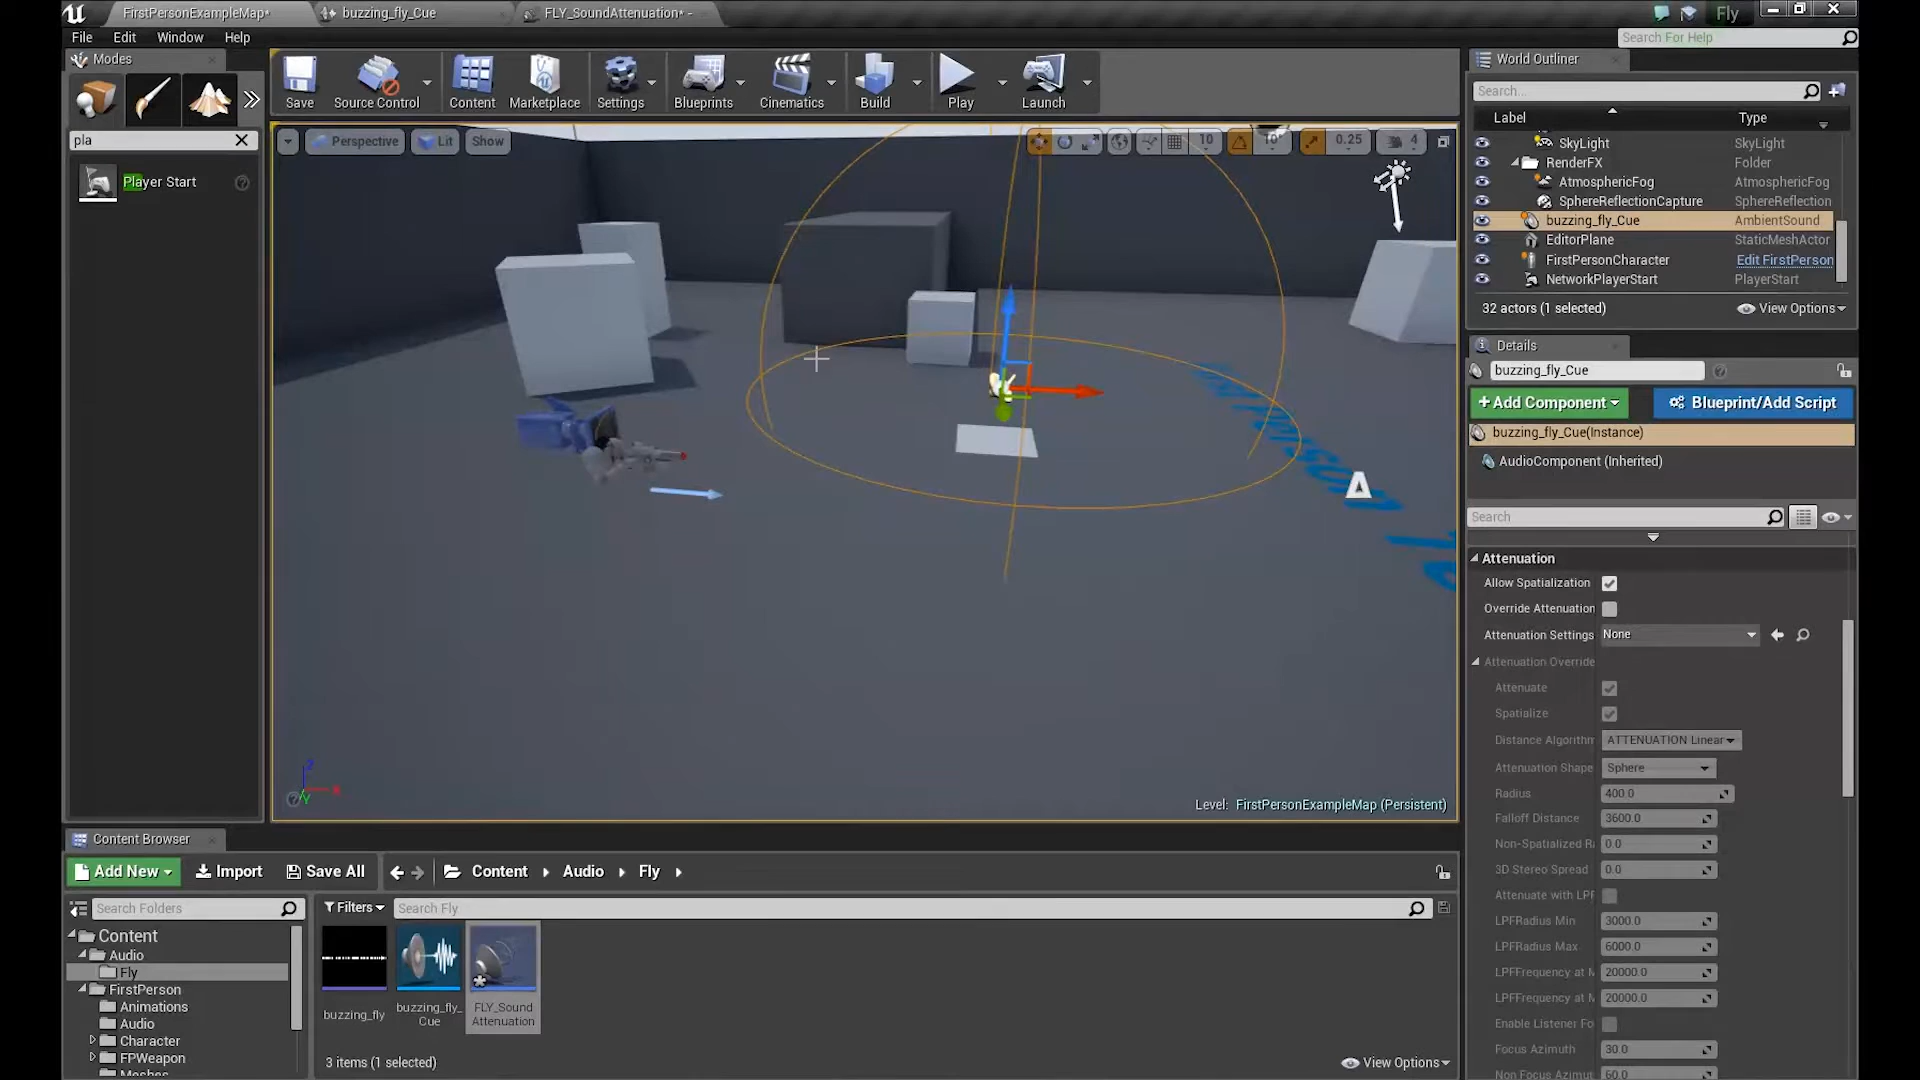 FirstPersonExampleMap*
buzzing_fly_Cue
FLY_SoundAttenuation*
Fly
File Edit Window Help
Search For Help
Modes
Save
Source Control
Content
Marketplace
Settings
Blueprints
Cinematics
Build
Play
Launch
pla
Player Start
Perspective
Lit
Show
10
10
0.25
4
Level: FirstPersonExampleMap (Persistent)
World Outliner
Search...
Label Type
SkyLight SkyLight
RenderFX Folder
AtmosphericFog AtmosphericFog
SphereReflectionCapture SphereReflection
buzzing_fly_Cue AmbientSound
EditorPlane StaticMeshActor
FirstPersonCharacter Edit FirstPerson
NetworkPlayerStart PlayerStart
32 actors (1 selected) View Options
Details
buzzing_fly_Cue
+Add Component Blueprint/Add Script
buzzing_fly_Cue(Instance)
AudioComponent (Inherited)
Search
Attenuation
Allow Spatialization
Override Attenuation
Attenuation Settings None
Attenuation Override
Attenuate
Spatialize
Distance Algorithm ATTENUATION Linear
Attenuation Shape Sphere
Radius 400.0
Falloff Distance 3600.0
Non-Spatialized Ra 0.0
3D Stereo Spread 0.0
Attenuate with LPF
LPFRadius Min 3000.0
LPFRadius Max 6000.0
LPFFrequency at M 20000.0
LPFFrequency at M 20000.0
Enable Listener Fo
Focus Azimuth 30.0
Non Focus Azimut 60.0
Content Browser
Add New Import Save All Content Audio Fly
Search Folders
Filters Search Fly
Content
Audio
Fly
FirstPerson
Animations
Audio
Character
FPWeapon
Meshes
buzzing_fly
buzzing_fly_
Cue
FLY_Sound
Attenuation
3 items (1 selected)
View Options